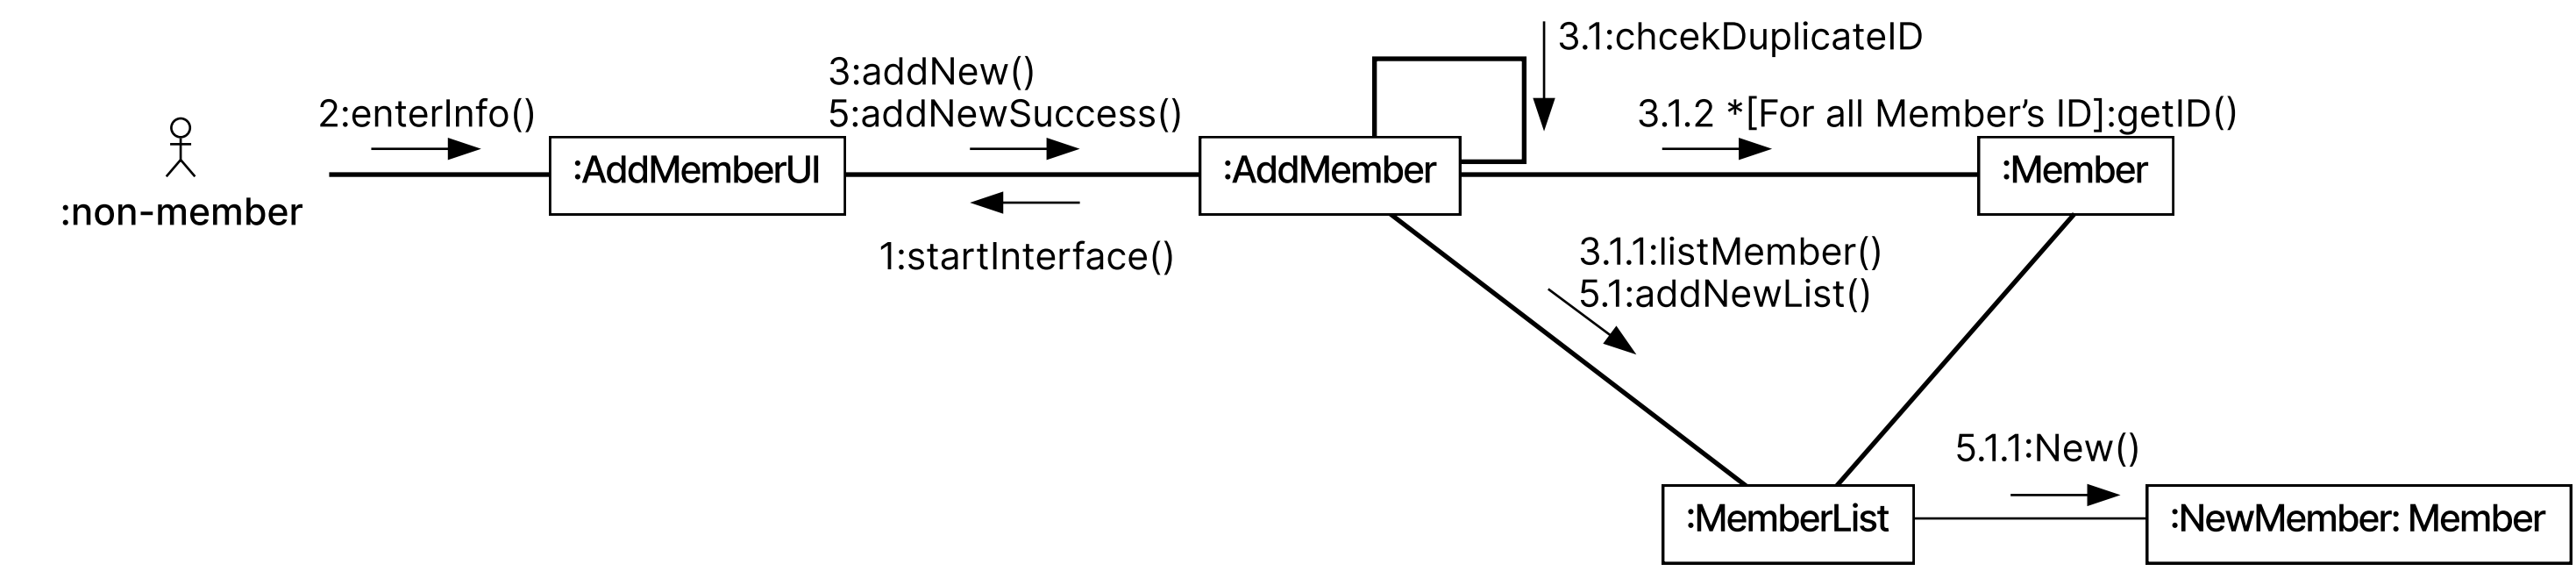 3.1:chcekDuplicateID
3:addNew()
2:enterInfo()
5:addNewSuccess()
3.1.2 *[For all Member’s ID]:getID()
:AddMemberUI
:AddMember
:Member
:non-member
1:startInterface()
3.1.1:listMember()
5.1:addNewList()
5.1.1:New()
:MemberList
:NewMember: Member